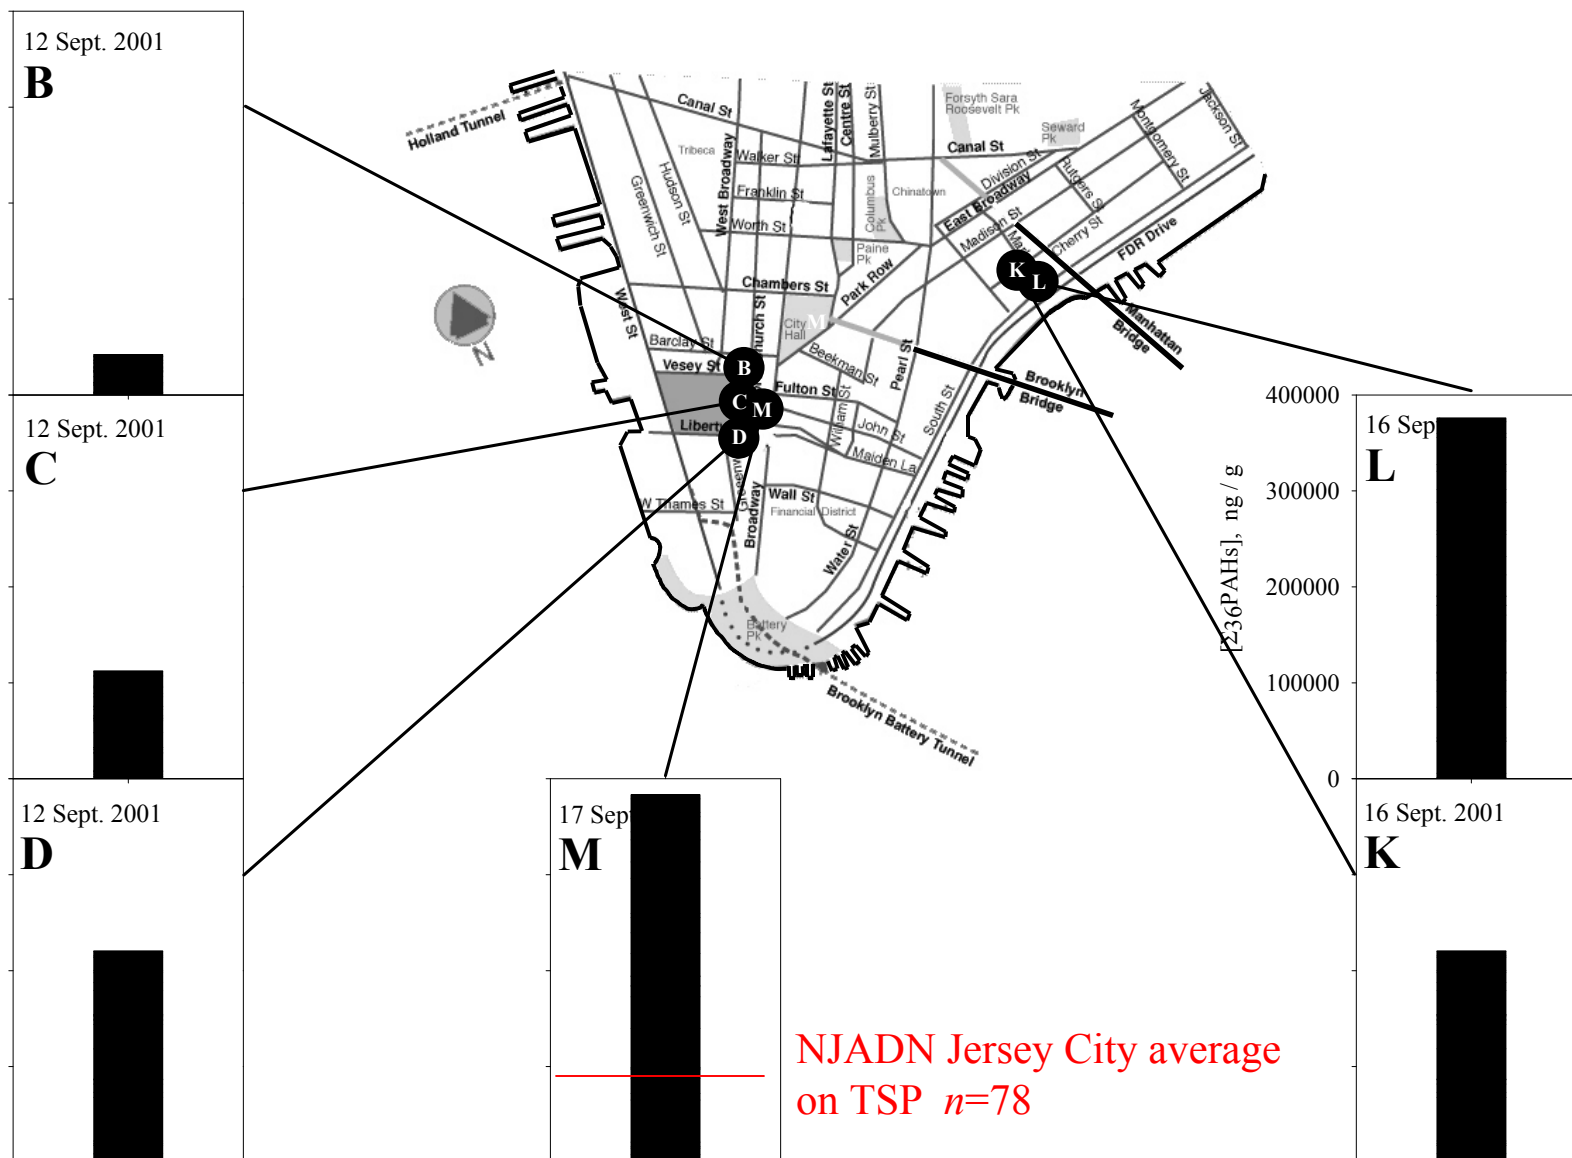 12 Sept. 2001
B
12 Sept. 2001
C
12 Sept. 2001
D
17 Sept
M
NJADN Jersey City average
on TSP n=78
400000
300000
200000
100000
0
[Σ36PAHs], ng / g
16 Sep
L
16 Sept. 2001
K
Holland Tunnel
Canal St
Tribeca
Hudson St
Greenwich St
West Broadway
Walker St
Franklin St
Worth St
Lafayette St
Centre St
Mulberry St
Columbus
Pk
Chinatown
Canal St
Forsyth Sara
Roosevelt Pk
Seward
Pk
Division St
East Broadway
Madison St
Rutgers St
Montgomery St
Jackson St
Cherry St
FDR Drive
Paine
Pk
Park Row
Chambers St
West St
Church St
City
Hall
M
Barclay St
Vesey St
B
C
M
D
K
L
N
Fulton St
Beekman St
Pearl St
William St
John St
Maiden La
South St
Manhattan
Bridge
Brooklyn
Bridge
Liberty
W Thames St
Broadway
Wall St
Financial District
Water St
Battery
Pk
Brooklyn Battery Tunnel